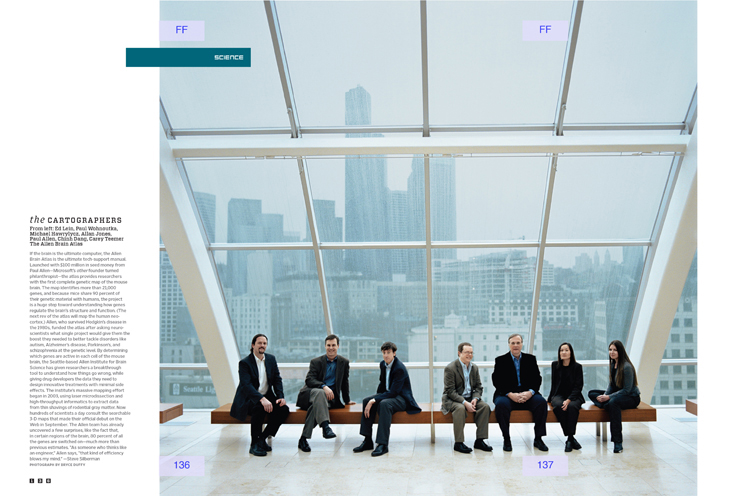 FF
FF
SCIENCE
the CARTOGRAPHERS
From left: Ed Lein, Paul Wohnoutka,
Michael Hawrylycz, Allan Jones,
Paul Allen, Chinh Dang, Carey Teemer
The Allen Brain Atlas
If the brain is the ultimate computer, the Allen
Brain Atlas is the ultimate tech-support manual.
Launched with $100 million in seed money from
Paul Allen—Microsoft's other founder turned
philanthropist—the atlas provides researchers
with the first complete genetic map of the mouse
brain. The map identifies more than 21,000
genes, and because mice share 90 percent of
their genetic material with humans, the project
is a huge step toward understanding how genes
regulate the brain's structure and function. (The
next rev of the atlas will map the human neo-
cortex.) Allen, who survived Hodgkin's disease in
the 1980s, funded the atlas after asking neuro-
scientists what single project would give them the
boost they needed to better tackle disorders like
autism, Alzheimer's disease, Parkinson's, and
schizophrenia at the genetic level. By determining
which genes are active in each cell of the mouse
brain, the Seattle-based Allen Institute for Brain
Science has given researchers a breakthrough
tool to understand how things go wrong, while
giving drug developers the data they need to
design innovative treatments with minimal side
effects. The institute's massive mapping effort
began in 2003, using laser microdissection and
high-throughput informatics to extract data
from thin shavings of rodential gray matter. Now
hundreds of scientists a day consult the searchable
3-D maps that made their official debut on the
Web in September. The Allen team has already
uncovered a few surprises, like the fact that,
in certain regions of the brain, 80 percent of all
the genes are switched on—much more than
previous estimates. "As someone who thinks like
an engineer," Allen says, "that kind of efficiency
blows my mind." —Steve Silberman
PHOTOGRAPH BY BRYCE DUFFY
Seattle
136
137